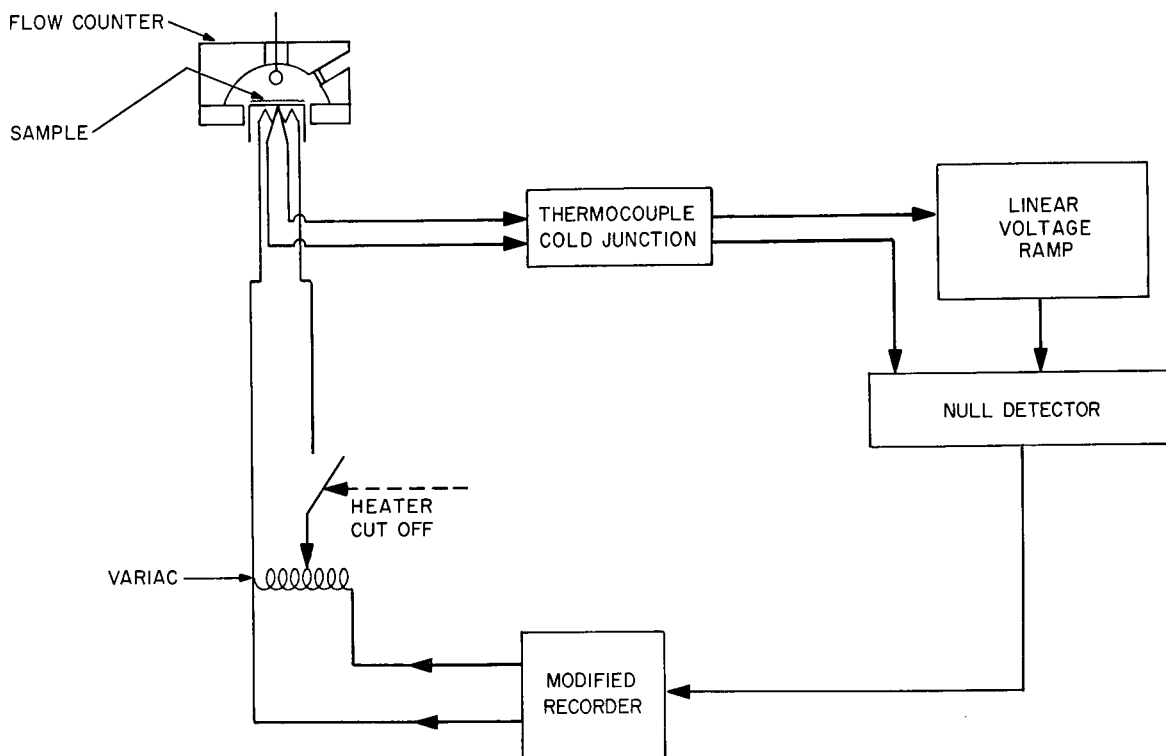 FLOW COUNTER
SAMPLE
THERMOCOUPLE
COLD JUNCTION
LINEAR
VOLTAGE
RAMP
NULL DETECTOR
HEATER
CUT OFF
VARIAC
MODIFIED
RECORDER